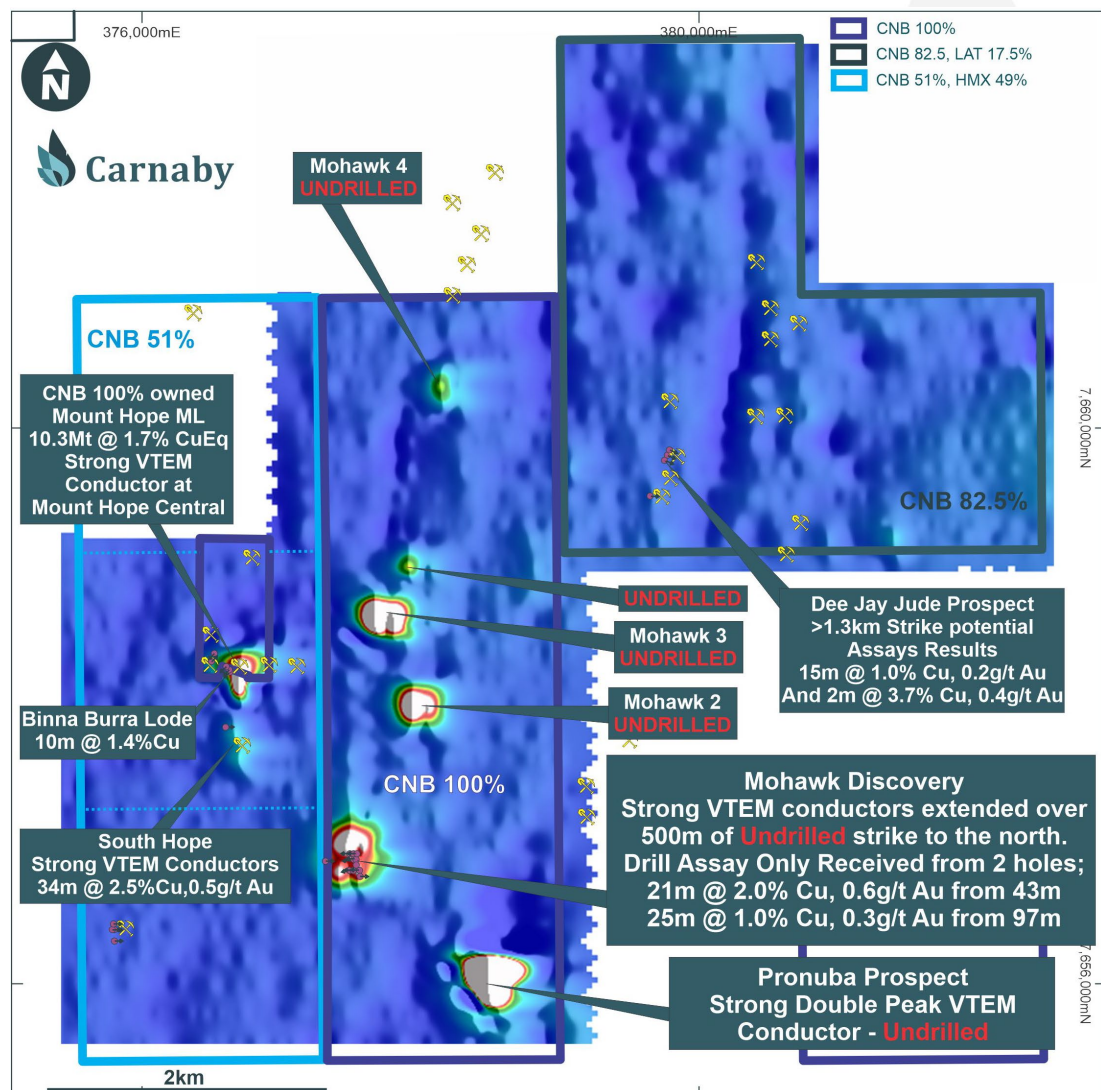 376,000mE
380,000mE
CNB 100%
CNB 82.5, LAT 17.5%
CNB 51%, HMX 49%
N
Carnaby
Mohawk 4
UNDRILLED
CNB 51%
CNB 100% owned
Mount Hope ML
10.3Mt @ 1.7% CuEq
Strong VTEM
Conductor at
Mount Hope Central
7,660,000mN
CNB 82.5%
UNDRILLED
Mohawk 3
UNDRILLED
Dee Jay Jude Prospect
>1.3km Strike potential
Assays Results
15m @ 1.0% Cu, 0.2g/t Au
And 2m @ 3.7% Cu, 0.4g/t Au
Mohawk 2
UNDRILLED
Binna Burra Lode
10m @ 1.4%Cu
CNB 100%
South Hope
Strong VTEM Conductors
34m @ 2.5%Cu,0.5g/t Au
Mohawk Discovery
Strong VTEM conductors extended over
500m of Undrilled strike to the north.
Drill Assay Only Received from 2 holes;
21m @ 2.0% Cu, 0.6g/t Au from 43m
25m @ 1.0% Cu, 0.3g/t Au from 97m
7,656,000mN
Pronuba Prospect
Strong Double Peak VTEM
Conductor - Undrilled
2km